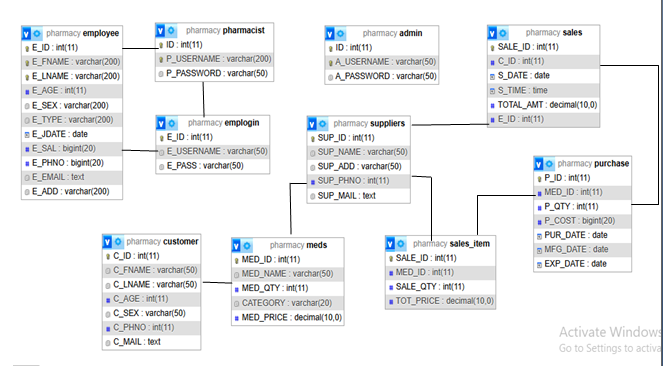 pharmacy employee
E_ID : int(11)
E_FNAME : varchar(200)
E_LNAME : varchar(200)
E_AGE : int(11)
E_SEX : varchar(200)
E_TYPE : varchar(200)
E_JDATE : date
E_SAL : bigint(20)
E_PHNO : bigint(20)
E_EMAIL : text
E_ADD : varchar(200)
pharmacy pharmacist
ID : int(11)
P_USERNAME : varchar(200)
P_PASSWORD : varchar(50)
pharmacy admin
ID : int(11)
A_USERNAME : varchar(50)
A_PASSWORD : varchar(50)
pharmacy sales
SALE_ID : int(11)
C_ID : int(11)
S_DATE : date
S_TIME : time
TOTAL_AMT : decimal(10,0)
E_ID : int(11)
pharmacy emplogin
E_ID : int(11)
E_USERNAME : varchar(50)
E_PASS : varchar(50)
pharmacy suppliers
SUP_ID : int(11)
SUP_NAME : varchar(50)
SUP_ADD : varchar(50)
SUP_PHNO : int(11)
SUP_MAIL : text
pharmacy purchase
P_ID : int(11)
MED_ID : int(11)
P_QTY : int(11)
P_COST : bigint(20)
PUR_DATE : date
MFG_DATE : date
EXP_DATE : date
pharmacy customer
C_ID : int(11)
C_FNAME : varchar(50)
C_LNAME : varchar(50)
C_AGE : int(11)
C_SEX : varchar(50)
C_PHNO : int(11)
C_MAIL : text
pharmacy meds
MED_ID : int(11)
MED_NAME : varchar(50)
MED_QTY : int(11)
CATEGORY : varchar(20)
MED_PRICE : decimal(10,0)
pharmacy sales_item
SALE_ID : int(11)
MED_ID : int(11)
SALE_QTY : int(11)
TOT_PRICE : decimal(10,0)
Activate Windows
Go to Settings to activa